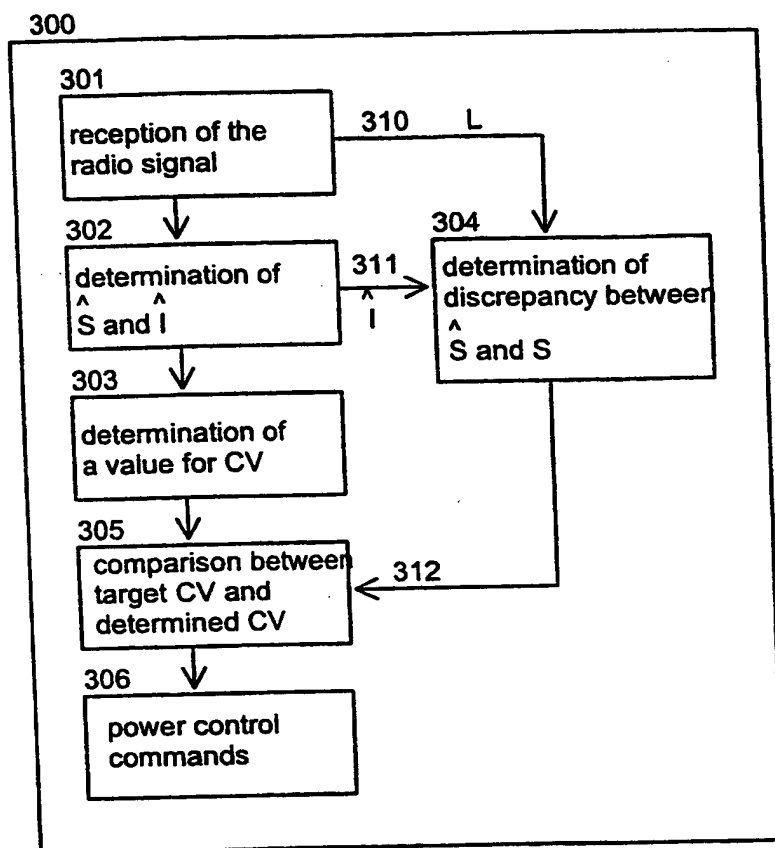 300
301
reception of the
radio signal
310 L
302
determination of
^ ^
S and I
311
^
I
304
determination of
discrepancy between
^
S and S
303
determination of
a value for CV
305
comparison between
target CV and
determined CV
312
306
power control
commands